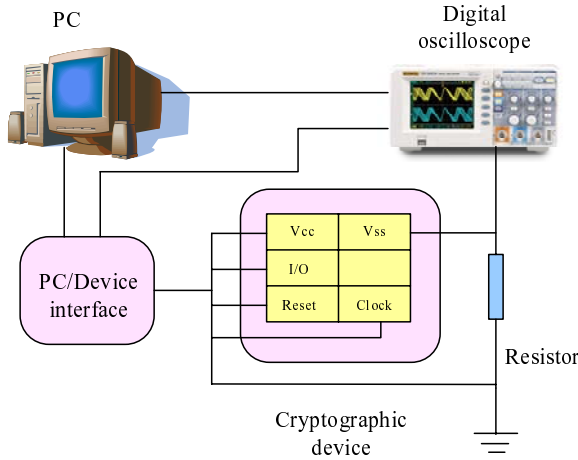 PC
Digital
oscilloscope
Vcc
Vss
I/O
Reset
Clock
PC/Device
interface
Resistor
Cryptographic
device